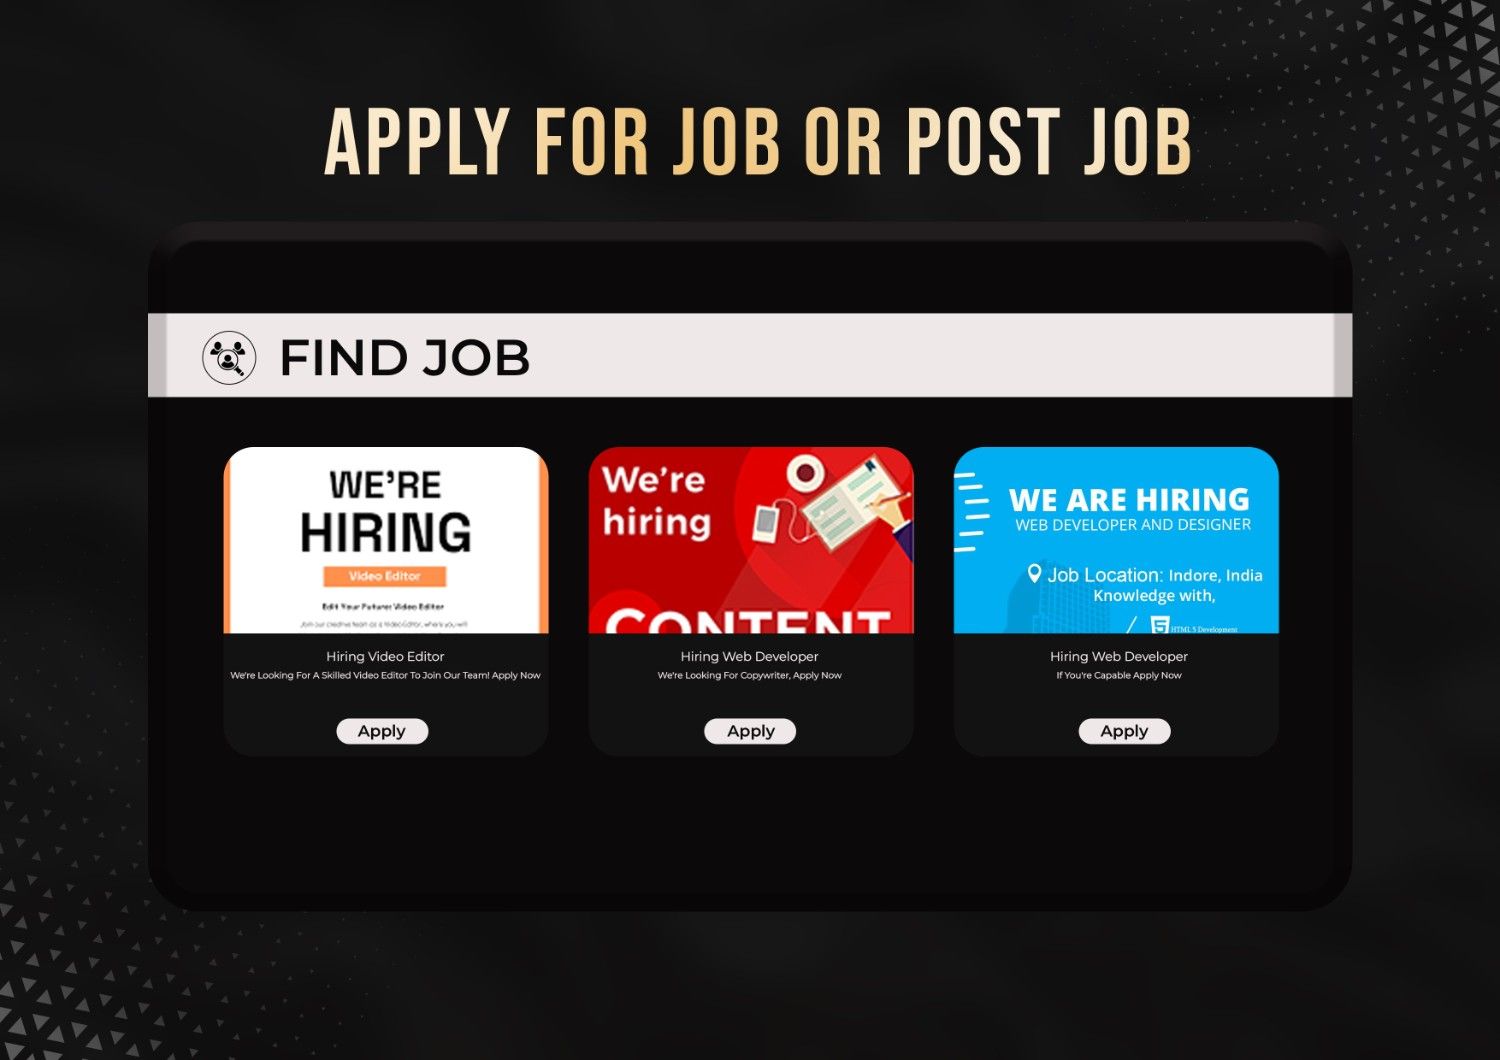 APPLY FOR JOB OR POST JOB
FIND JOB
WE'RE
HIRING
Video Editor
Edit Your Future: Video Editor
Join our creative team as a Video Editor, where you will
Hiring Video Editor
We're Looking For A Skilled Video Editor To Join Our Team! Apply Now
Apply
We're
hiring
CONTENT
Hiring Web Developer
We're Looking For Copywriter, Apply Now
Apply
WE ARE HIRING
WEB DEVELOPER AND DESIGNER
Job Location: Indore, India
Knowledge with,
5 HTML 5 Development
Hiring Web Developer
If You're Capable Apply Now
Apply